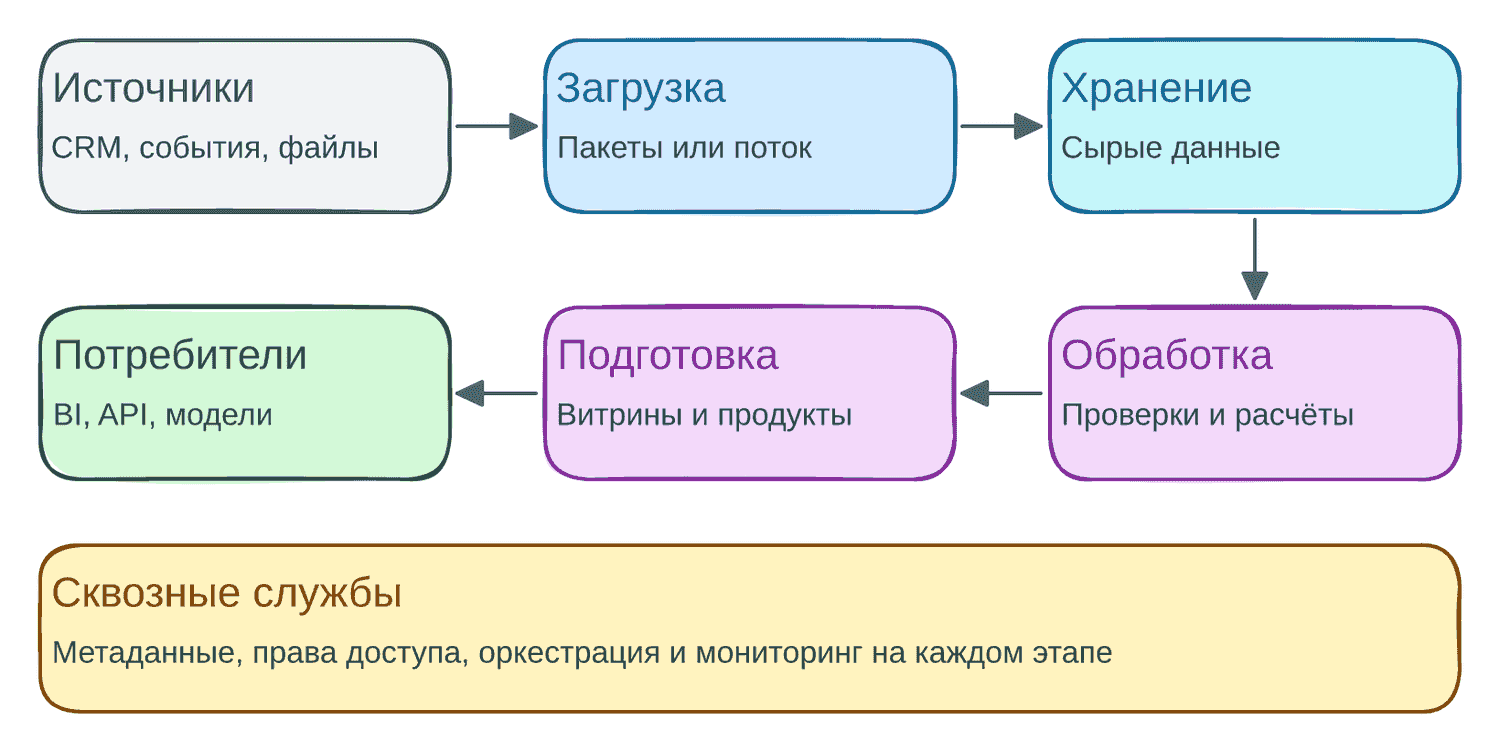 Источники
CRM, события, файлы
Загрузка
Пакеты или поток
Хранение
Сырые данные
Потребители
BI, API, модели
Подготовка
Витрины и продукты
Обработка
Проверки и расчёты
Сквозные службы
Метаданные, права доступа, оркестрация и мониторинг на каждом этапе